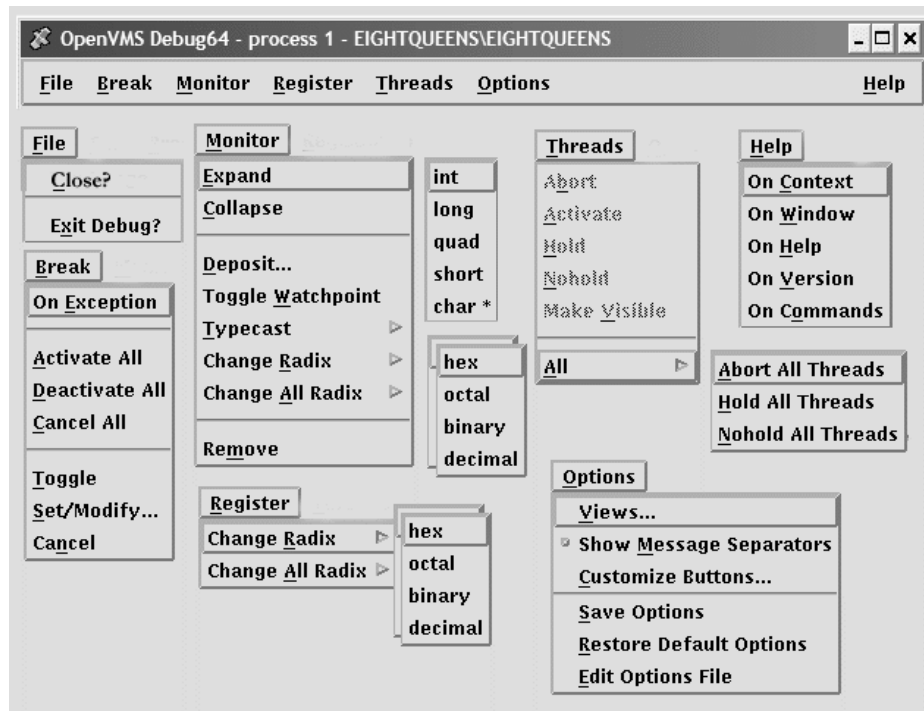 OpenVMS Debug64 - process 1 - EIGHTQUEENS\EIGHTQUEENS
File Break Monitor Register Threads Options Help
File
Close?
Exit Debug?
Break
On Exception
Activate All
Deactivate All
Cancel All
Toggle
Set/Modify...
Cancel
Monitor
Expand
Collapse
Deposit...
Toggle Watchpoint
Typecast
Change Radix
Change All Radix
Remove
int
long
quad
short
char *
hex
octal
binary
decimal
Register
Change Radix
Change All Radix
hex
octal
binary
decimal
Threads
Abort
Activate
Hold
Nohold
Make Visible
All
Abort All Threads
Hold All Threads
Nohold All Threads
Help
On Context
On Window
On Help
On Version
On Commands
Options
Views...
Show Message Separators
Customize Buttons...
Save Options
Restore Default Options
Edit Options File